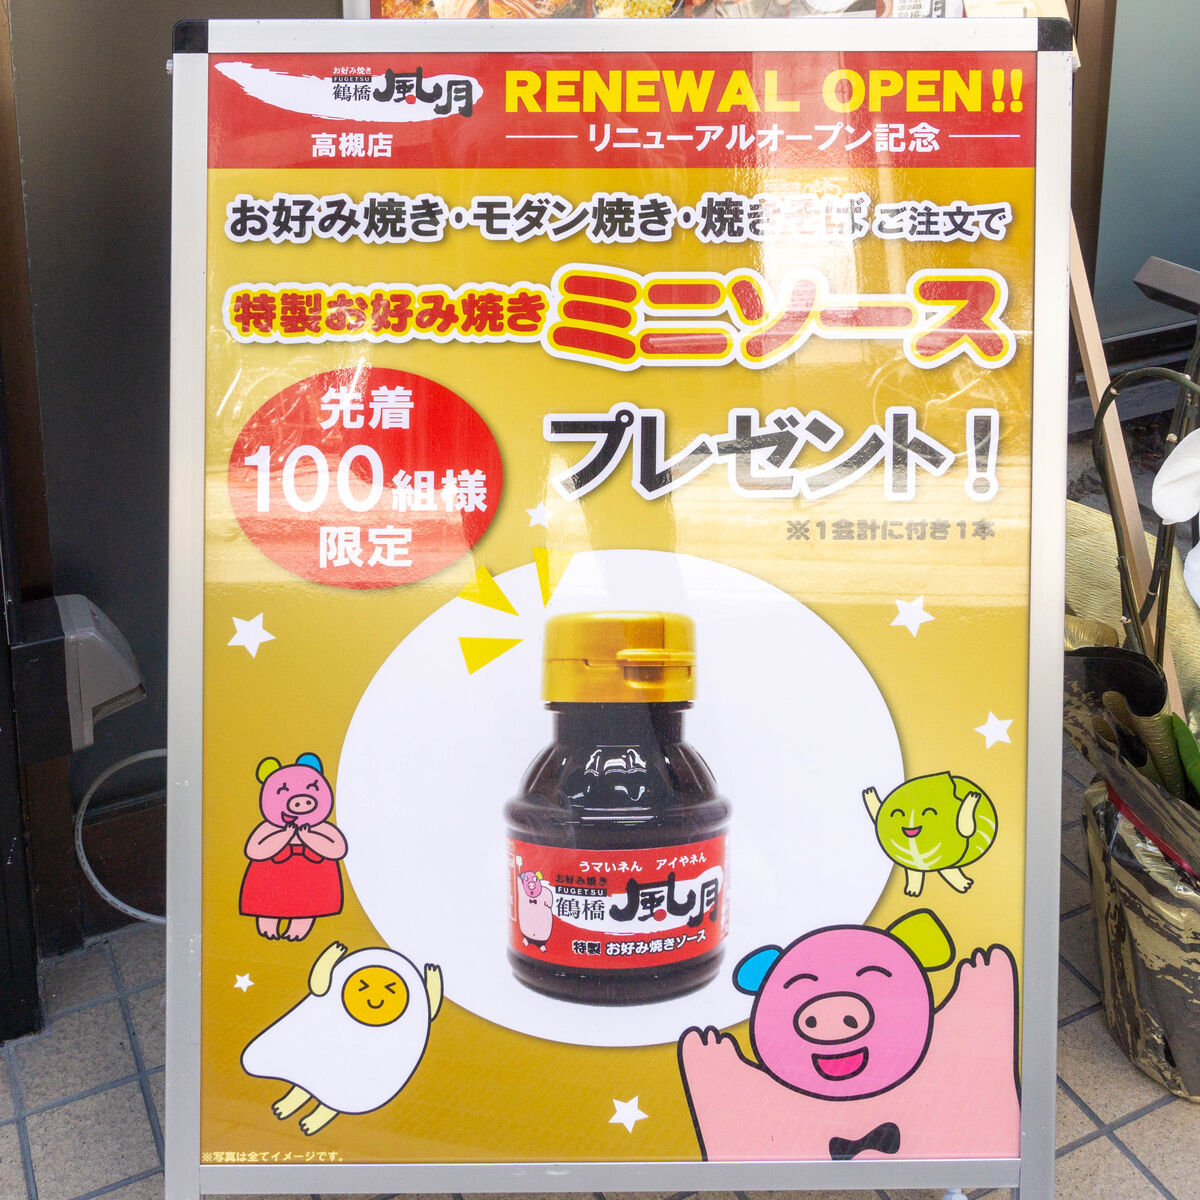 お好み焼き
FUGETSU
鶴橋 風月
高槻店
RENEWAL OPEN!!
リニューアルオープン記念
お好み焼き・モダン焼き・焼きそば ご注文で
特製お好み焼き ミニソース
プレゼント!
先着
100組様
限定
※1会計に付き1本
うマいネん アイやネん
お好み焼き
FUGETSU
鶴橋 風月
特製 お好み焼きソース
※写真は全てイメージです。